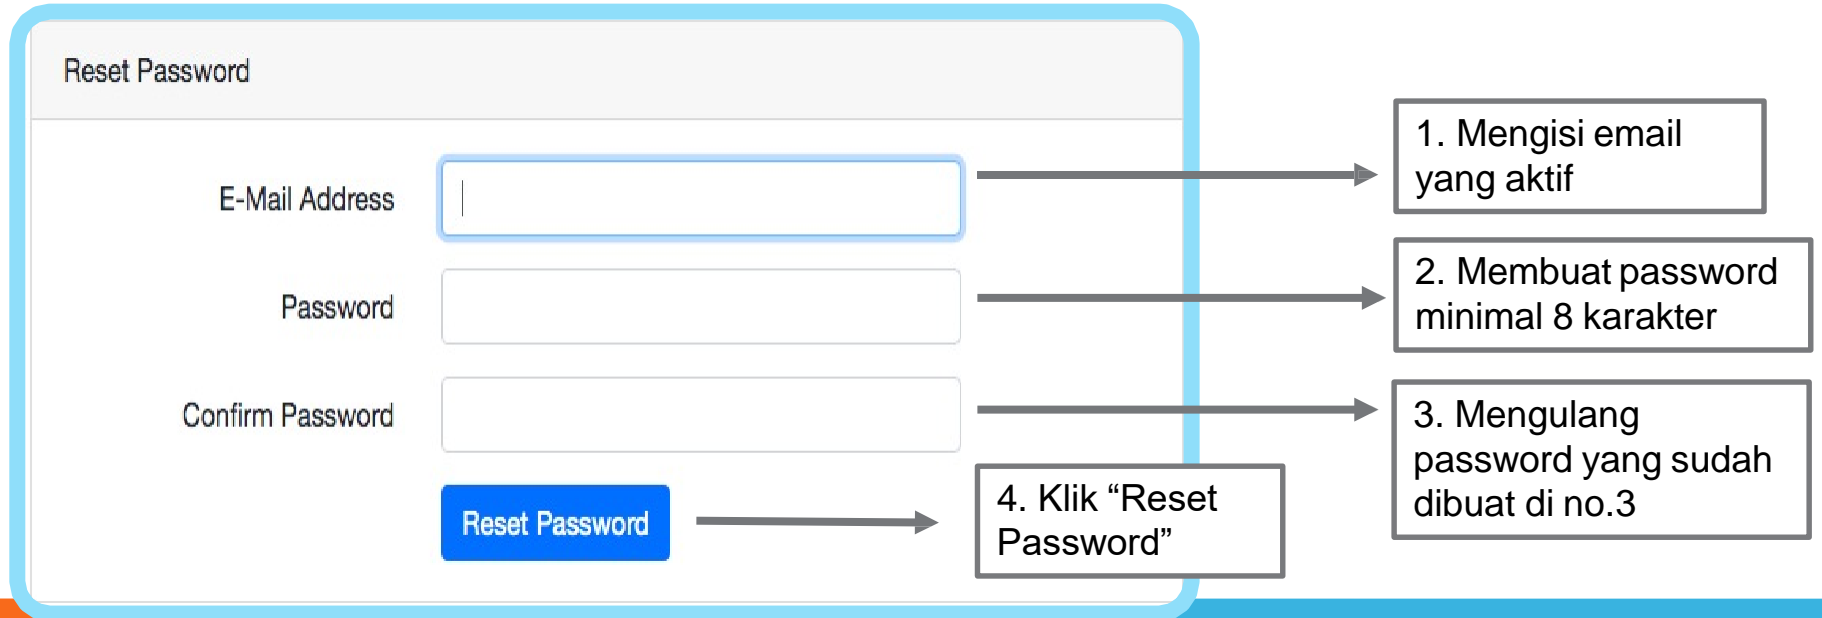 Reset Password
E-Mail Address
1. Mengisi email
yang aktif
Password
2. Membuat password
minimal 8 karakter
Confirm Password
3. Mengulang
password yang sudah
dibuat di no.3
Reset Password
4. Klik “Reset
Password”